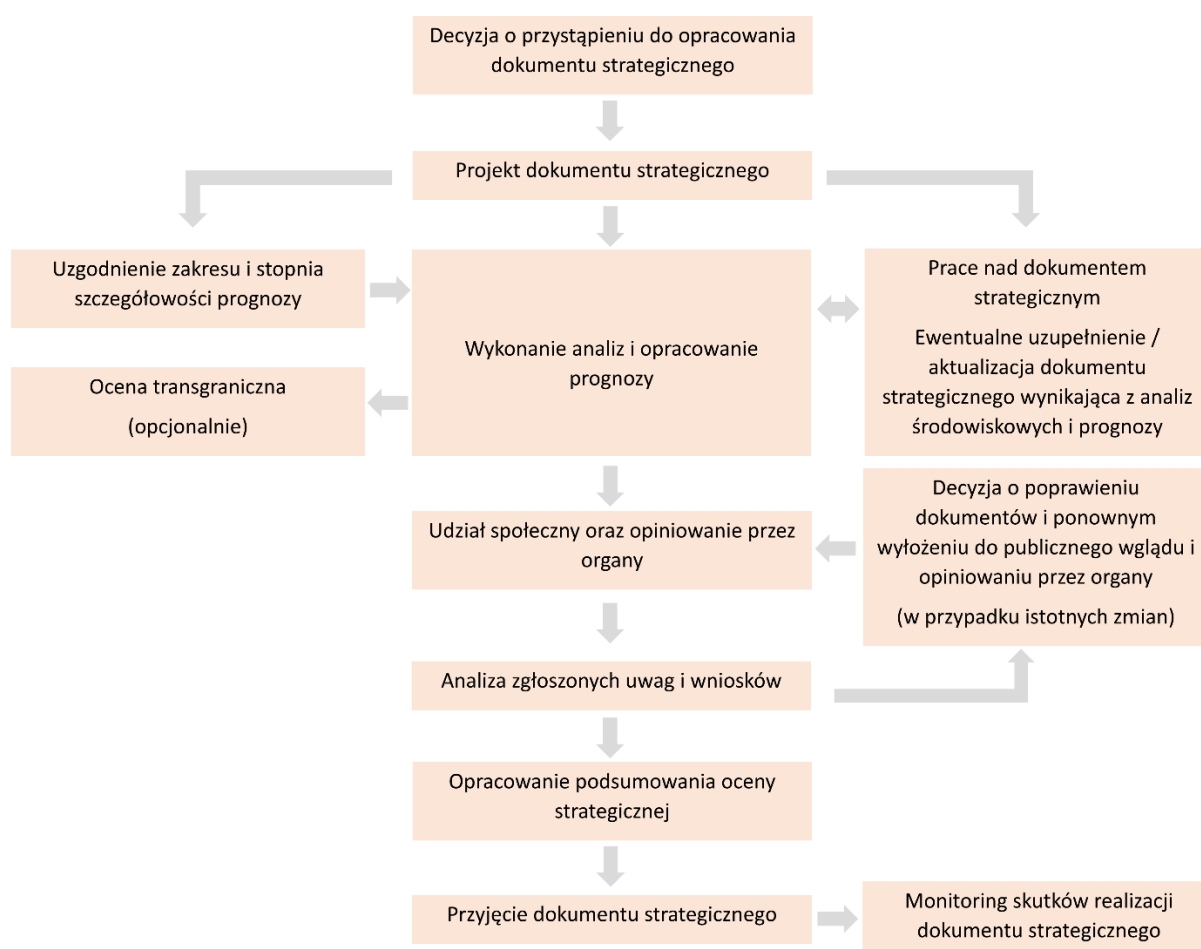 Decyzja o przystąpieniu do opracowania
dokumentu strategicznego
Projekt dokumentu strategicznego
Uzgodnienie zakresu i stopnia
szczegółowości prognozy
Wykonanie analiz i opracowanie
prognozy
Prace nad dokumentem
strategicznym
Ewentualne uzupełnienie /
aktualizacja dokumentu
strategicznego wynikająca z analiz
środowiskowych i prognozy
Ocena transgraniczna
(opcjonalnie)
Udział społeczny oraz opiniowanie przez
organy
Decyzja o poprawieniu
dokumentów i ponownym
wyłożeniu do publicznego wglądu i
opiniowaniu przez organy
(w przypadku istotnych zmian)
Analiza zgłoszonych uwag i wniosków
Opracowanie podsumowania oceny
strategicznej
Przyjęcie dokumentu strategicznego
Monitoring skutków realizacji
dokumentu strategicznego